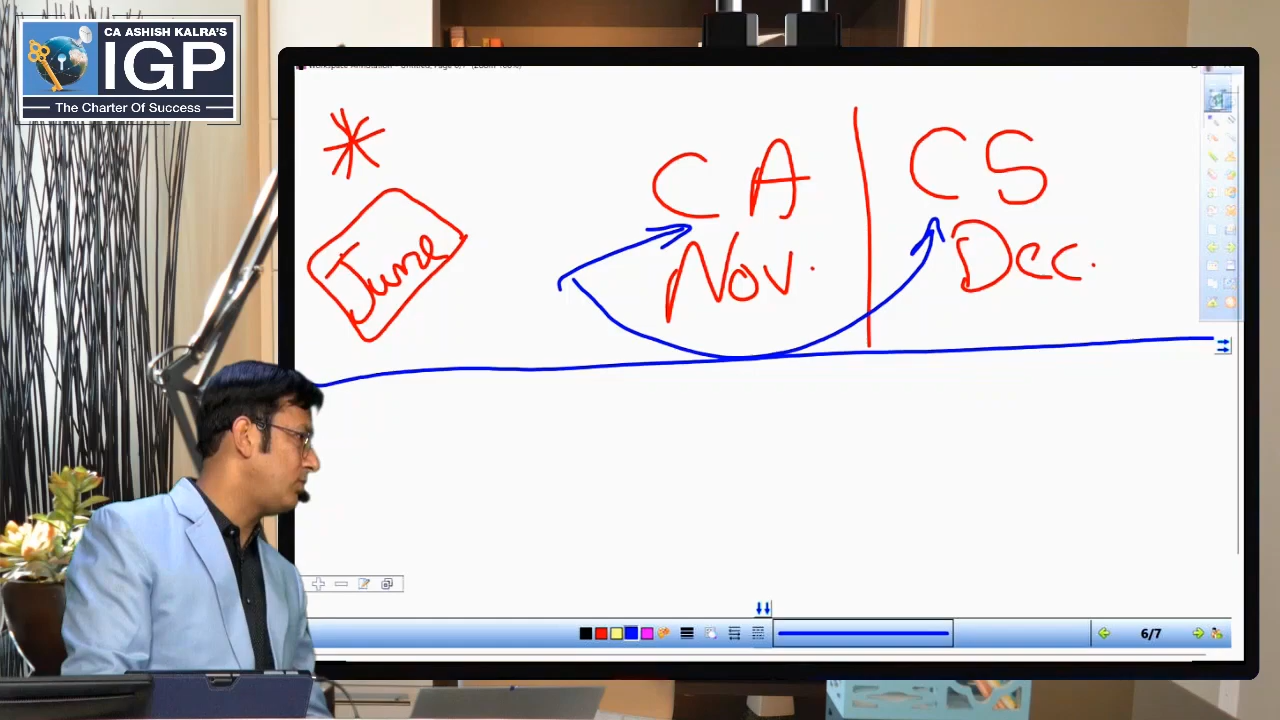 CA ASHISH KALRA'S
IGP
The Charter Of Success
*
June
CA
Nov.
CS
Dec.
6/7